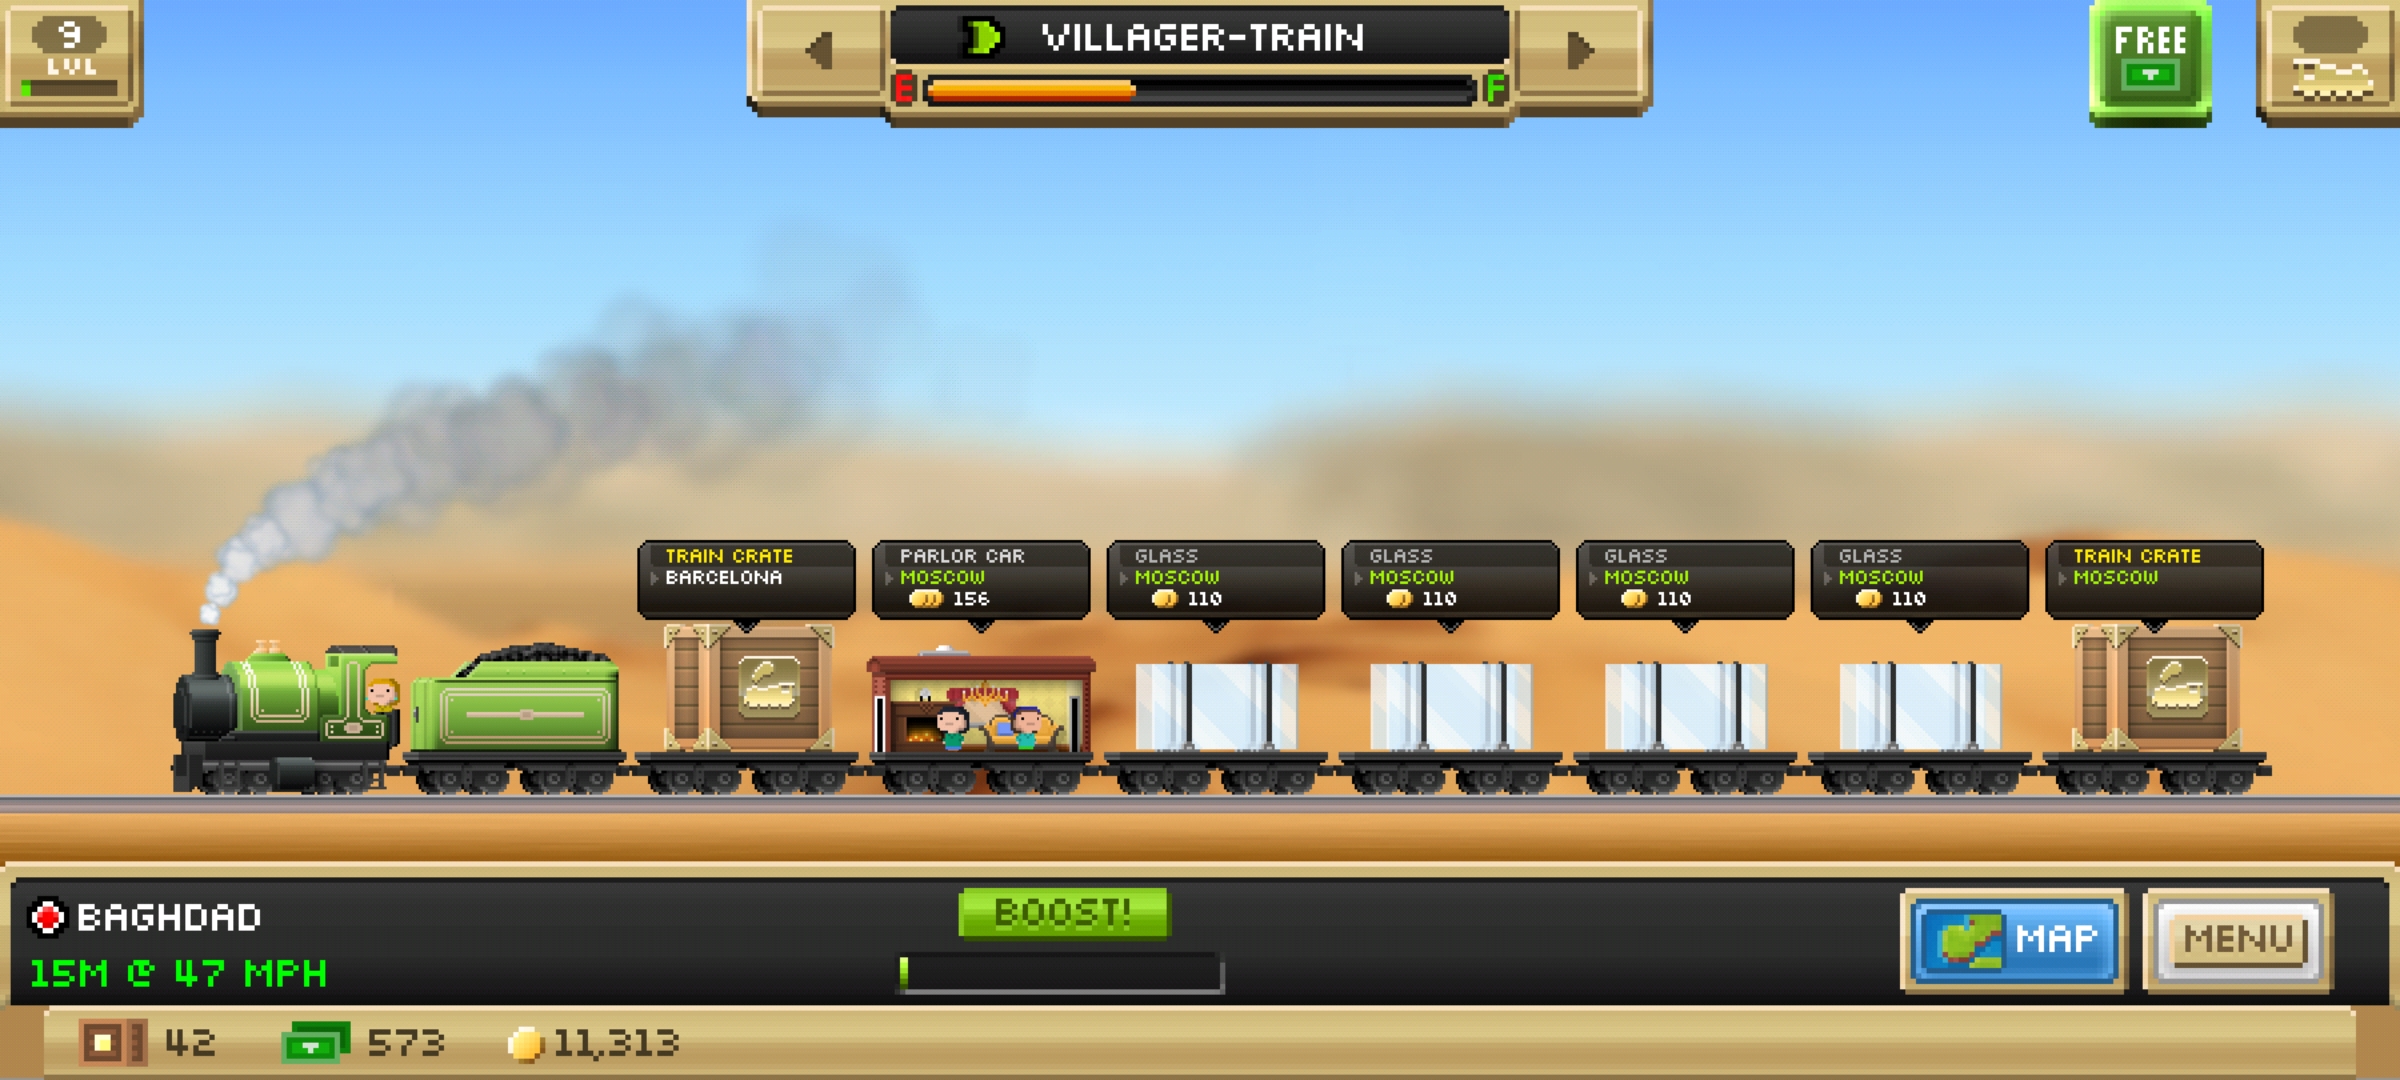 9
LVL
VILLAGER-TRAIN
E
F
FREE
TRAIN CRATE
BARCELONA
PARLOR CAR
MOSCOW
156
GLASS
MOSCOW
110
GLASS
MOSCOW
110
GLASS
MOSCOW
110
GLASS
MOSCOW
110
TRAIN CRATE
MOSCOW
BAGHDAD
15M @ 47 MPH
BOOST!
MAP
MENU
42
573
11,313